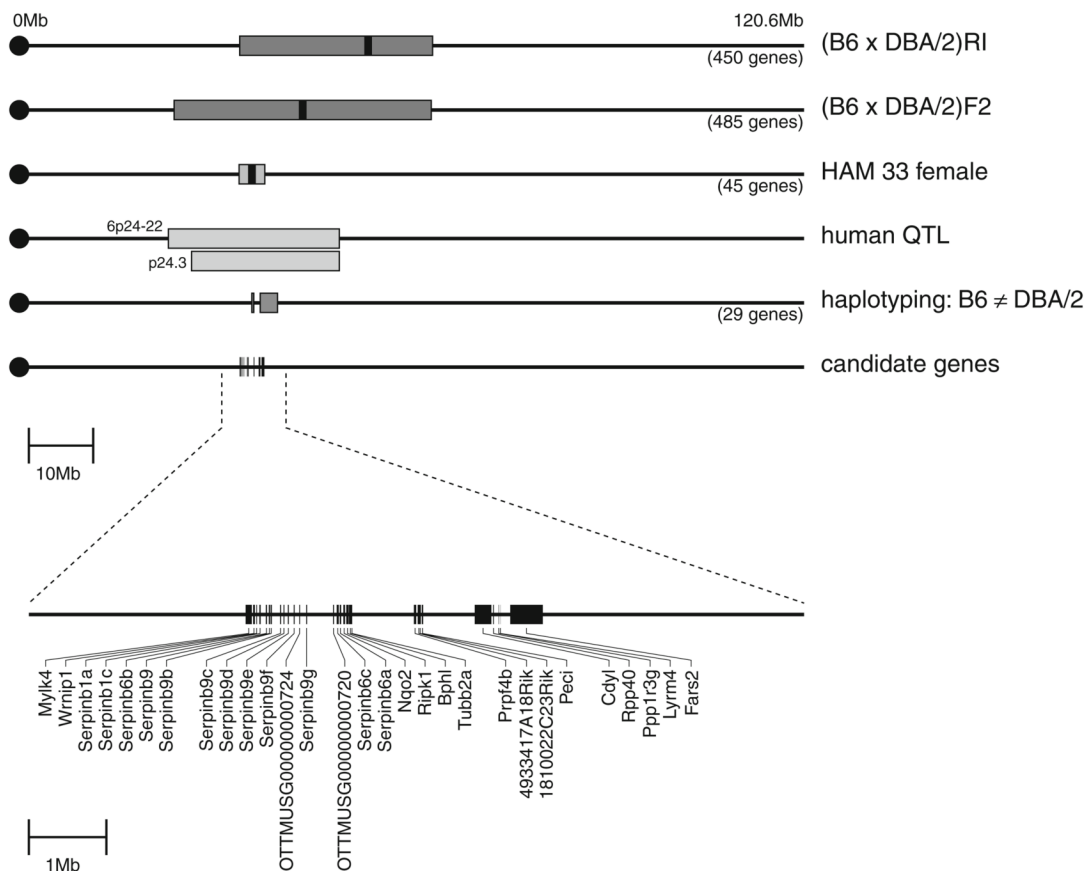 0Mb
120.6Mb
(B6 x DBA/2)RI
(450 genes)
(B6 x DBA/2)F2
(485 genes)
HAM 33 female
(45 genes)
6p24-22
human QTL
p24.3
haplotyping: B6 ≠ DBA/2
(29 genes)
candidate genes
10Mb
Mylk4
Wrnip1
Serpinb1a
Serpinb1c
Serpinb6b
Serpinb9
Serpinb9b
Serpinb9c
Serpinb9d
Serpinb9e
Serpinb9f
OTTMUSG00000000724
Serpinb9g
OTTMUSG00000000720
Serpinb6c
Serpinb6a
Nqo2
Ripk1
Bphl
Tubb2a
Prpf4b
4933417A18Rik
1810022C23Rik
Peci
Cdyl
Rpp40
Ppp1r3g
Lyrm4
Fars2
1Mb